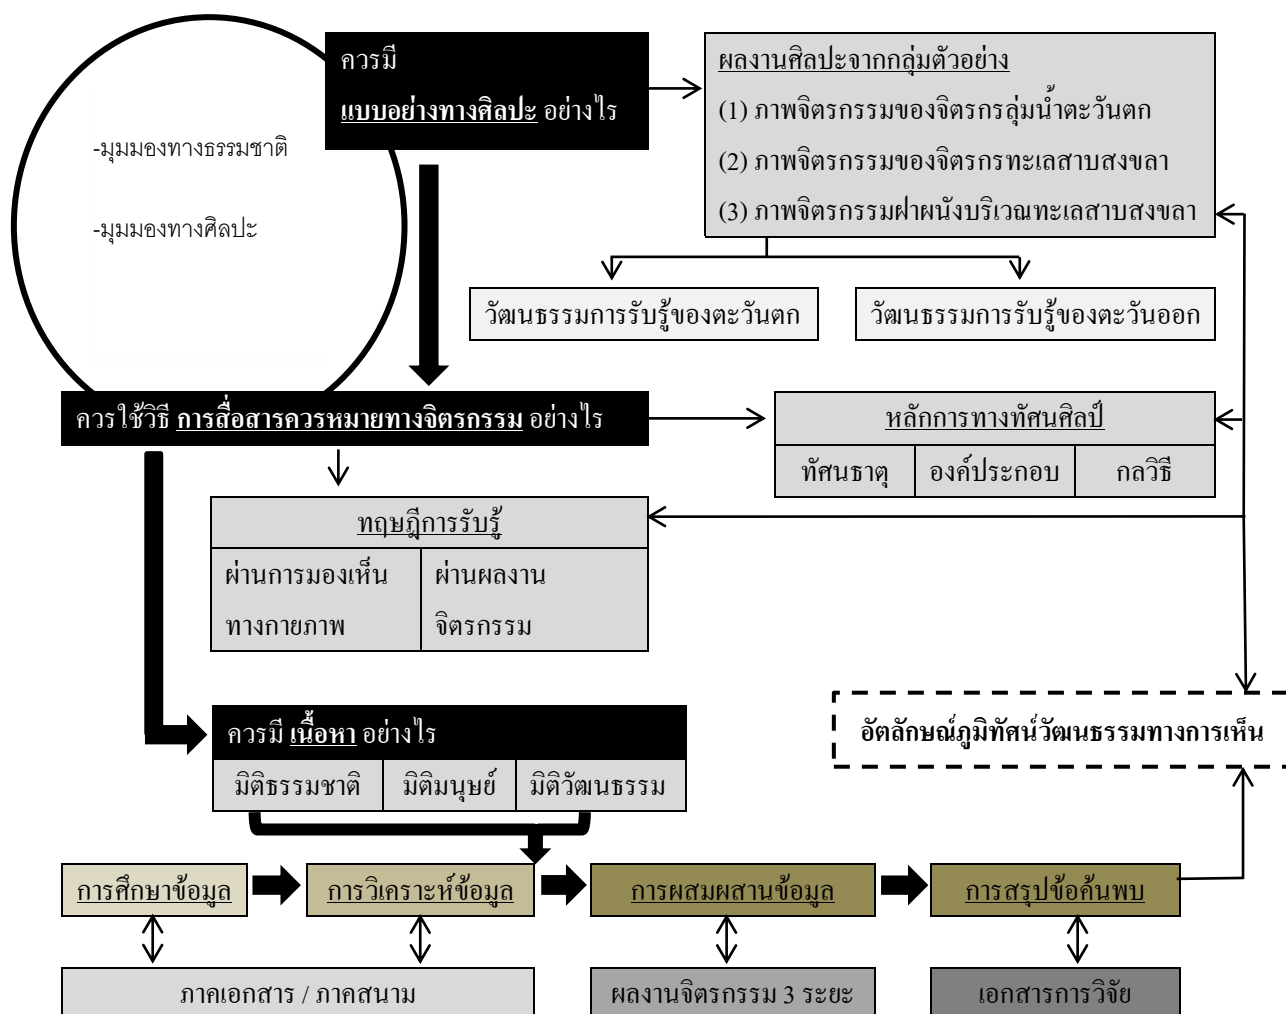 ควรมี
แบบอย่างทางศิลปะ อย่างไร
ผลงานศิลปะจากกลุ่มตัวอย่าง
(1) ภาพจิตรกรรมของจิตรกรลุ่มน้ำตะวันตก
(2) ภาพจิตรกรรมของจิตรกรทะเลสาบสงขลา
(3) ภาพจิตรกรรมฝาผนังบริเวณทะเลสาบสงขลา
-มุมมองทางธรรมชาติ
-มุมมองทางศิลปะ
วัฒนธรรมการรับรู้ของตะวันตก
วัฒนธรรมการรับรู้ของตะวันออก
ควรใช้วิธี การสื่อสารควรหมายทางจิตรกรรม อย่างไร
หลักการทางทัศนศิลป์
ทัศนธาตุ
องค์ประกอบ
กลวิธี
ทฤษฎีการรับรู้
ผ่านการมองเห็น
ทางกายภาพ
ผ่านผลงาน
จิตรกรรม
ควรมี เนื้อหา อย่างไร
มิติธรรมชาติ
มิติมนุษย์
มิติวัฒนธรรม
อัตลักษณ์ภูมิทัศน์วัฒนธรรมทางการเห็น
การศึกษาข้อมูล
การวิเคราะห์ข้อมูล
การผสมผสานข้อมูล
การสรุปข้อค้นพบ
ภาคเอกสาร / ภาคสนาม
ผลงานจิตรกรรม 3 ระยะ
เอกสารการวิจัย